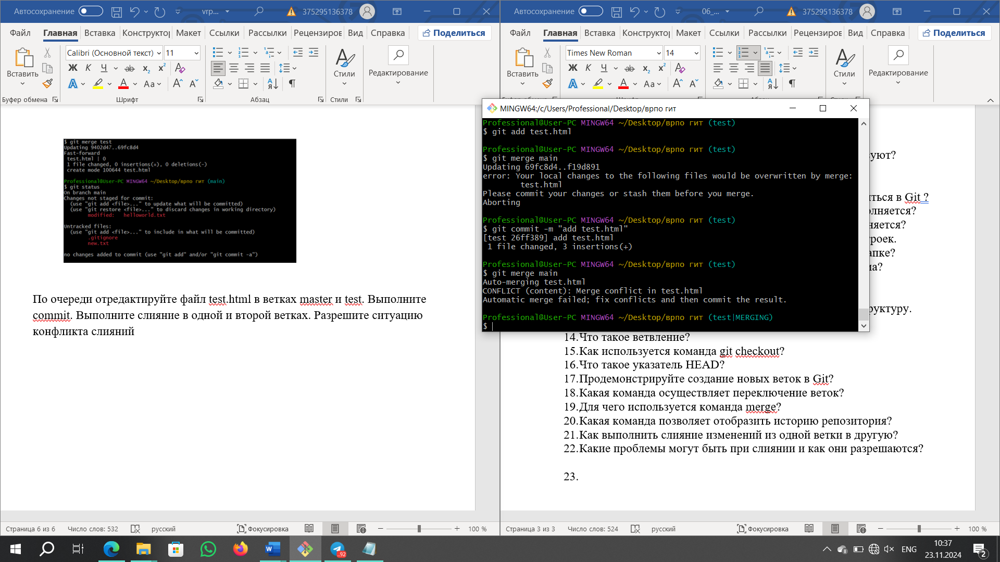 Автосохранение
vrp...
375295136378
Файл Главная Вставка Конструктор Макет Ссылки Рассылки Рецензиров Вид Справка Поделиться
Calibri (Основной текст) 11
Вставить
Ж К Ч ab x₂ x²
Aa
Стили
Редактирование
Буфер обмена Шрифт Абзац Стили
$ git merge test
Updating 9402d47..69fc8d4
Fast-forward
test.html | 0
1 file changed, 0 insertions(+), 0 deletions(-)
create mode 100644 test.html
Professional@User-PC MINGW64 ~/Desktop/врпо гит (main)
$ git status
On branch main
Changes not staged for commit:
(use "git add <file>..." to update what will be committed)
(use "git restore <file>..." to discard changes in working directory)
modified: helloworld.txt
Untracked files:
(use "git add <file>..." to include in what will be committed)
.gitignore
new.txt
no changes added to commit (use "git add" and/or "git commit -a")
По очереди отредактируйте файл test.html в ветках master и test. Выполните
commit. Выполните слияние в одной и второй ветках. Разрешите ситуацию
конфликта слияний
Страница 6 из 6 Число слов: 532 русский Фокусировка 100 %
Автосохранение
06_...
375295136378
Файл Главная Вставка Конструктор Макет Ссылки Рассылки Рецензиров Вид Справка Поделиться
Times New Roman 14
Вставить
Ж К Ч ab x₂ x²
Aa
Стили
Редактирование
MINGW64:/c/Users/Professional/Desktop/врпо гит
Professional@User-PC MINGW64 ~/Desktop/врпо гит (test)
$ git add test.html
Professional@User-PC MINGW64 ~/Desktop/врпо гит (test)
$ git merge main
Updating 69fc8d4..f19d891
error: Your local changes to the following files would be overwritten by merge:
test.html
Please commit your changes or stash them before you merge.
Aborting
Professional@User-PC MINGW64 ~/Desktop/врпо гит (test)
$ git commit -m "add test.html"
[test 26ff389] add test.html
1 file changed, 3 insertions(+)
Professional@User-PC MINGW64 ~/Desktop/врпо гит (test)
$ git merge main
Auto-merging test.html
CONFLICT (content): Merge conflict in test.html
Automatic merge failed; fix conflicts and then commit the result.
Professional@User-PC MINGW64 ~/Desktop/врпо гит (test|MERGING)
$
уют?
ться в Git ?
лняется?
няется?
роек.
апке?
а?
руктуру.
14.Что такое ветвление?
15.Как используется команда git checkout?
16.Что такое указатель HEAD?
17.Продемонстрируйте создание новых веток в Git?
18.Какая команда осуществляет переключение веток?
19.Для чего используется команда merge?
20.Какая команда позволяет отобразить историю репозитория?
21.Как выполнить слияние изменений из одной ветки в другую?
22.Какие проблемы могут быть при слиянии и как они разрешаются?
23.
Страница 3 из 3 Число слов: 524 русский Фокусировка 100 %
..92
ENG
10:37
23.11.2024
2